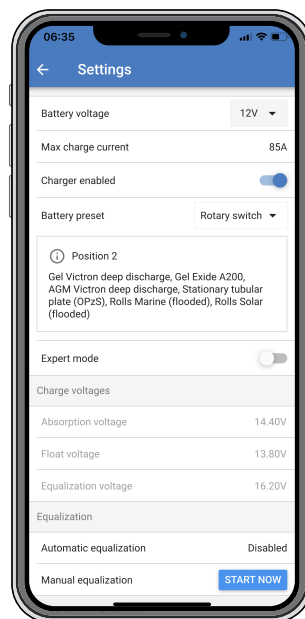 06:35
Settings
Battery voltage 12V
Max charge current 85A
Charger enabled
Battery preset Rotary switch
Position 2
Gel Victron deep discharge, Gel Exide A200,
AGM Victron deep discharge, Stationary tubular
plate (OPzS), Rolls Marine (flooded), Rolls Solar
(flooded)
Expert mode
Charge voltages
Absorption voltage 14.40V
Float voltage 13.80V
Equalization voltage 16.20V
Equalization
Automatic equalization Disabled
Manual equalization START NOW